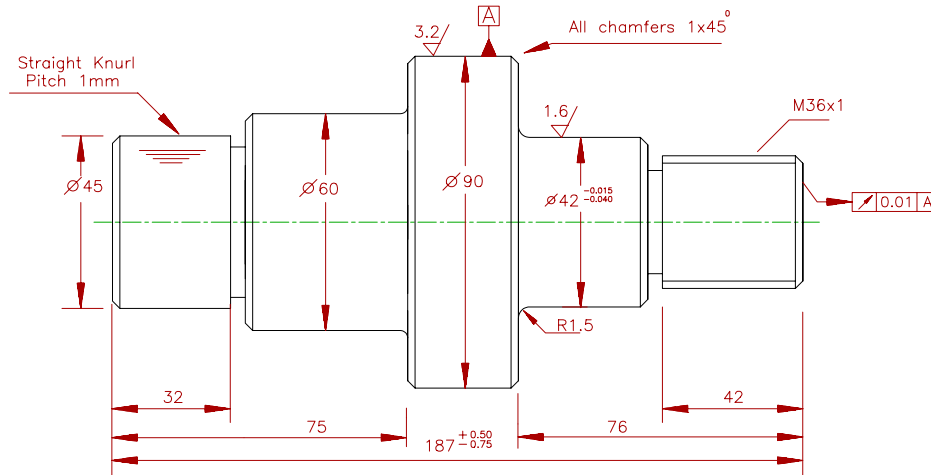 A
3.2
All chamfers 1x45°
Straight Knurl
Pitch 1mm
1.6
M36x1
Ø45
Ø60
Ø90
Ø42 -0.015
-0.040
0.01 A
R1.5
32
42
75
76
187 +0.50
-0.75